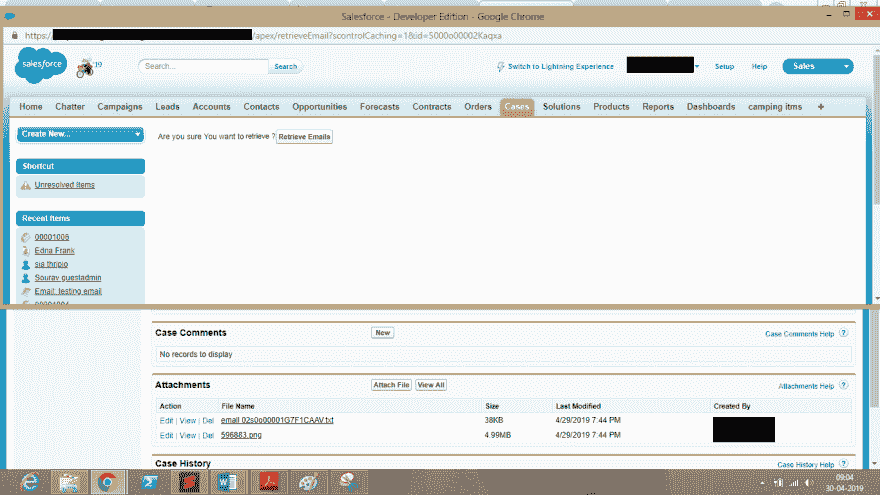 Salesforce - Developer Edition - Google Chrome
https:/ /apex/retrieveEmail?scontrolCaching=1&id=5000o00002Kaqxa
salesforce 19 Search... Search Switch to Lightning Experience Setup Help Sales
Home Chatter Campaigns Leads Accounts Contacts Opportunities Forecasts Contracts Orders Cases Solutions Products Reports Dashboards camping itms +
Create New... Are you sure You want to retrieve ? Retrieve Emails
Shortcut
Unresolved Items
Recent Items
00001006
Edna Frank
sia thripio
Sourav guestadmin
Email: testing email
00001004
Case Comments New Case Comments Help ?
No records to display
Attachments Attach File View All Attachments Help ?
Action File Name Size Last Modified Created By
Edit | View | Del email 02s0o00001G7F1CAAV.txt 38KB 4/29/2019 7:44 PM
Edit | View | Del 596883.png 4.99MB 4/29/2019 7:44 PM
Case History Case History Help ?
09:04
30-04-2019